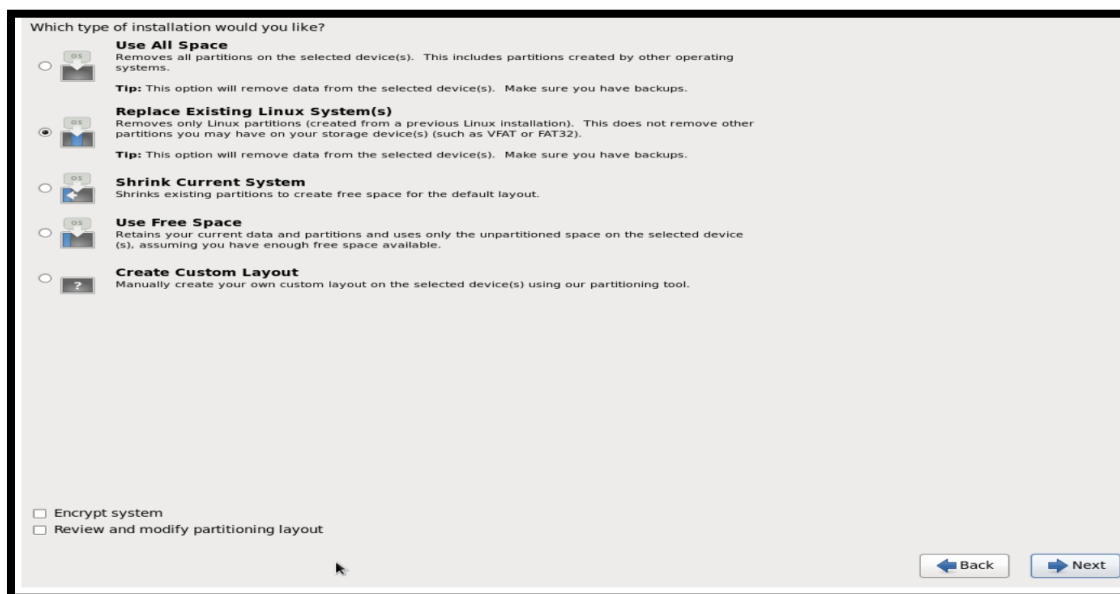 Which type of installation would you like?
Use All Space
Removes all partitions on the selected device(s).  This includes partitions created by other operating
systems.
Tip: This option will remove data from the selected device(s).  Make sure you have backups.
Replace Existing Linux System(s)
Removes only Linux partitions (created from a previous Linux installation).  This does not remove other
partitions you may have on your storage device(s) (such as VFAT or FAT32).
Tip: This option will remove data from the selected device(s).  Make sure you have backups.
Shrink Current System
Shrinks existing partitions to create free space for the default layout.
Use Free Space
Retains your current data and partitions and uses only the unpartitioned space on the selected device
(s), assuming you have enough free space available.
Create Custom Layout
Manually create your own custom layout on the selected device(s) using our partitioning tool.
OS
OS
OS
OS
?
Encrypt system
Review and modify partitioning layout
Back
Next